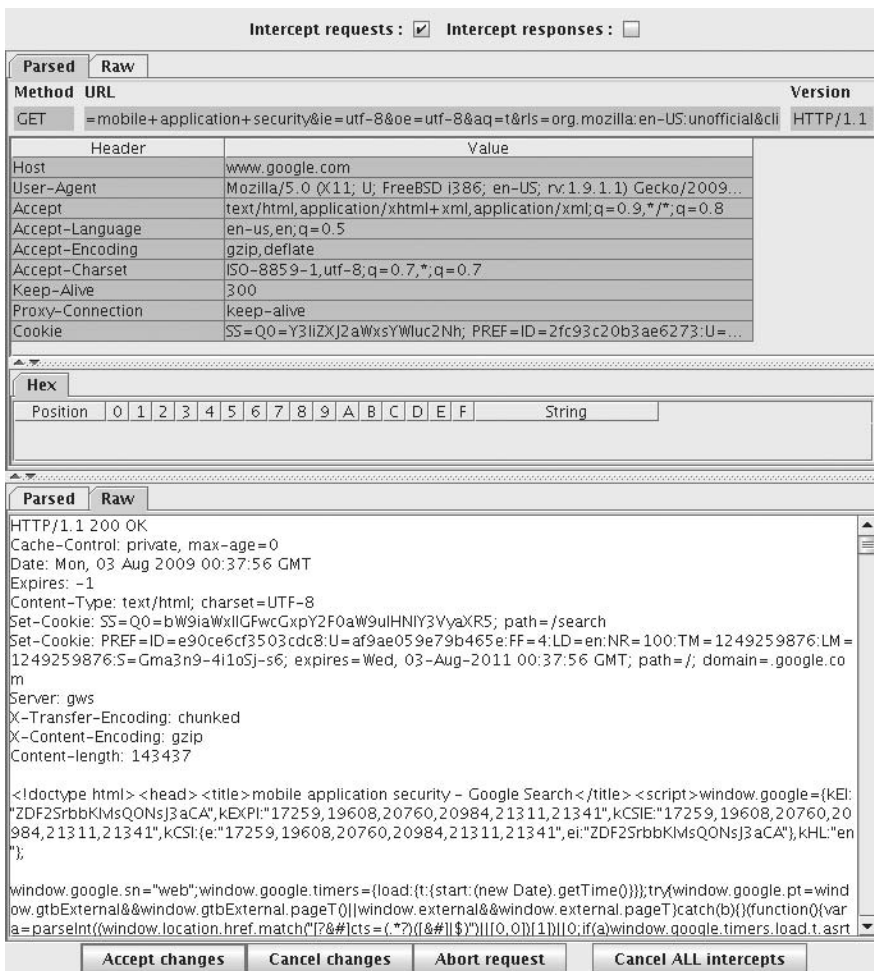 Intercept requests : Intercept responses :
Parsed Raw
Method URL Version
GET =mobile+application+security&ie=utf-8&oe=utf-8&aq=t&rls=org.mozilla:en-US:unofficial&cli HTTP/1.1
Header Value
Host www.google.com
User-Agent Mozilla/5.0 (X11; U; FreeBSD i386; en-US; rv:1.9.1.1) Gecko/2009...
Accept text/html,application/xhtml+xml,application/xml;q=0.9,*/*;q=0.8
Accept-Language en-us,en;q=0.5
Accept-Encoding gzip,deflate
Accept-Charset ISO-8859-1,utf-8;q=0.7,*;q=0.7
Keep-Alive 300
Proxy-Connection keep-alive
Cookie PREF=ID=2fc93c20b3ae6273:U=...
Hex
Position 0 1 2 3 4 5 6 7 8 9 A B C D E F String
Parsed Raw
HTTP/1.1 200 OK
Cache-Control: private, max-age=0
Date: Mon, 03 Aug 2009 00:37:56 GMT
Expires: -1
Content-Type: text/html; charset=UTF-8
Set-Cookie: path=/search
Set-Cookie: PREF=ID=e90ce6cf3503cdc8:U=af9ae059e79b465e:FF=4:LD=en:NR=100:TM=1249259876:LM=
1249259876:S=Gma3n9-4i1oSj-s6; expires=Wed, 03-Aug-2011 00:37:56 GMT; path=/; domain=.google.co
m
Server: gws
X-Transfer-Encoding: chunked
X-Content-Encoding: gzip
Content-length: 143437
<!doctype html><head><title>mobile application security - Google Search</title><script>window.google={kEI:
"ZDF2SrbbKMsQONsJ3aCA",kEXPI:"17259,19608,20760,20984,21311,21341",kCSIE:"17259,19608,20760,20
984,21311,21341",kCSI:{e:"17259,19608,20760,20984,21311,21341",ei:"ZDF2SrbbKMsQONsJ3aCA"},kHL:"en
"};
window.google.sn="web";window.google.timers={load:{t:{start:(new Date).getTime()}}};try{window.google.pt=wind
ow.gtbExternal&&window.gtbExternal.pageT()||window.external&&window.external.pageT}catch(b){}(function(){var
a=parseInt((window.location.href.match("[?&#]cts=(.*?)([&#]|$)")||[0,0])[1])||0;if(a)window.google.timers.load.t.asrt
Accept changes Cancel changes Abort request Cancel ALL intercepts